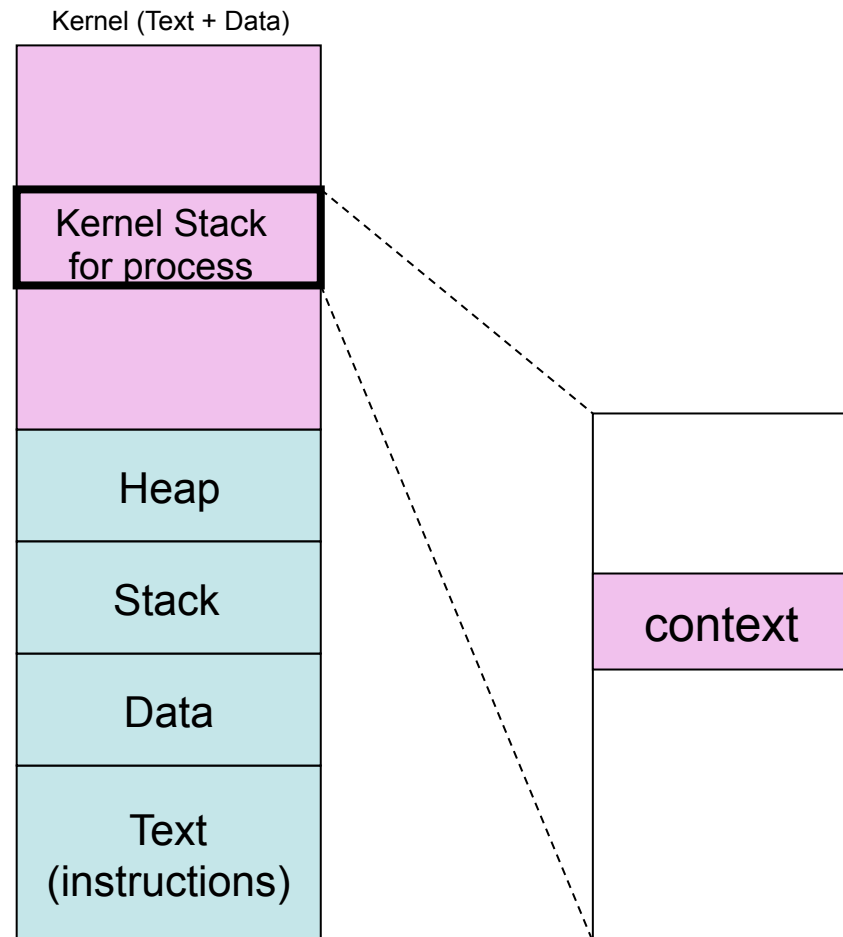 Kernel (Text + Data)
Kernel Stack
for process
Heap
Stack
context
Data
Text
(instructions)